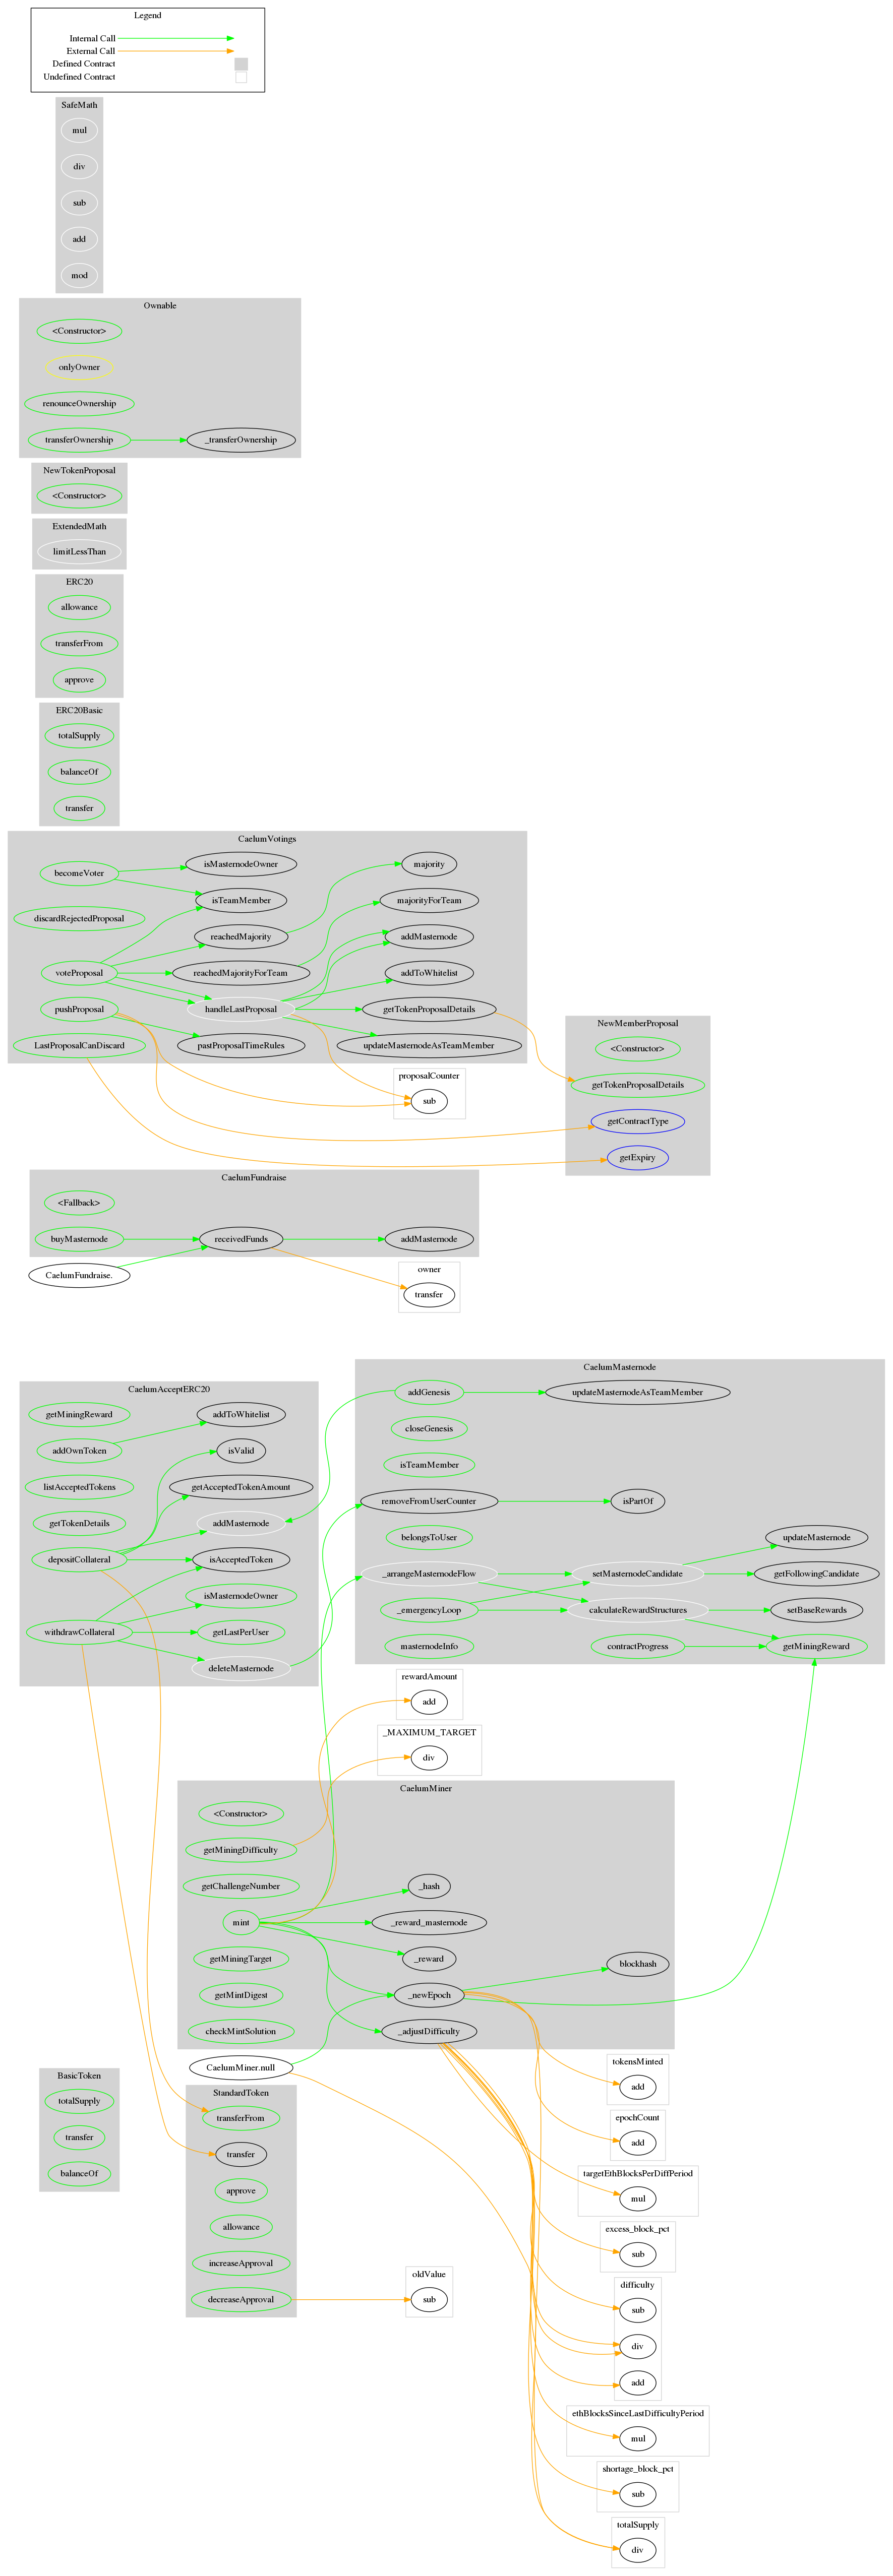 Legend
Internal Call
External Call
Defined Contract
Undefined Contract
SafeMath
mul
div
sub
add
mod
Ownable
<Constructor>
onlyOwner
renounceOwnership
transferOwnership
_transferOwnership
NewTokenProposal
<Constructor>
ExtendedMath
limitLessThan
ERC20
allowance
transferFrom
approve
ERC20Basic
totalSupply
balanceOf
transfer
CaelumVotings
becomeVoter
isMasternodeOwner
majority
isTeamMember
majorityForTeam
discardRejectedProposal
reachedMajority
addMasternode
voteProposal
reachedMajorityForTeam
addToWhitelist
pushProposal
handleLastProposal
getTokenProposalDetails
LastProposalCanDiscard
pastProposalTimeRules
updateMasternodeAsTeamMember
NewMemberProposal
<Constructor>
getTokenProposalDetails
getContractType
getExpiry
proposalCounter
sub
CaelumFundraise
<Fallback>
buyMasternode
receivedFunds
addMasternode
CaelumFundraise.
owner
transfer
CaelumMasternode
addGenesis
updateMasternodeAsTeamMember
closeGenesis
isTeamMember
removeFromUserCounter
isPartOf
belongsToUser
updateMasternode
_arrangeMasternodeFlow
setMasternodeCandidate
getFollowingCandidate
_emergencyLoop
calculateRewardStructures
setBaseRewards
masternodeInfo
contractProgress
getMiningReward
CaelumAcceptERC20
getMiningReward
addToWhitelist
addOwnToken
isValid
listAcceptedTokens
getAcceptedTokenAmount
getTokenDetails
addMasternode
depositCollateral
isAcceptedToken
isMasternodeOwner
withdrawCollateral
getLastPerUser
deleteMasternode
rewardAmount
add
_MAXIMUM_TARGET
div
CaelumMiner
<Constructor>
getMiningDifficulty
getChallengeNumber
_hash
mint
_reward_masternode
getMiningTarget
_reward
blockhash
getMintDigest
_newEpoch
checkMintSolution
_adjustDifficulty
CaelumMiner.null
BasicToken
totalSupply
transfer
balanceOf
StandardToken
transferFrom
transfer
approve
allowance
increaseApproval
decreaseApproval
oldValue
sub
tokensMinted
add
epochCount
add
targetEthBlocksPerDiffPeriod
mul
excess_block_pct
sub
difficulty
sub
div
add
ethBlocksSinceLastDifficultyPeriod
mul
shortage_block_pct
sub
totalSupply
div